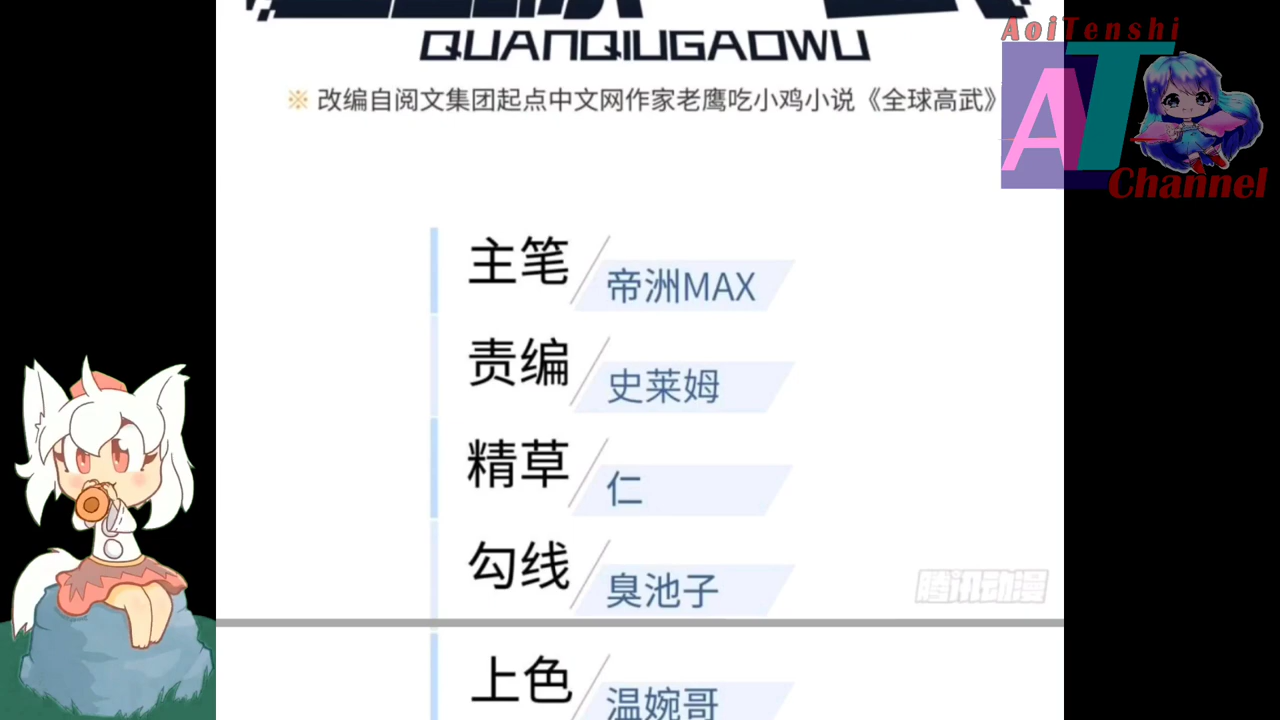 QUANQIUGAOWU
※ 改编自阅文集团起点中文网作家老鹰吃小鸡小说《全球高武》
AoiTenshi
AT
Channel
主笔 帝洲MAX
责编 史莱姆
精草 仁
勾线 臭池子
腾讯动漫
上色 温婉哥